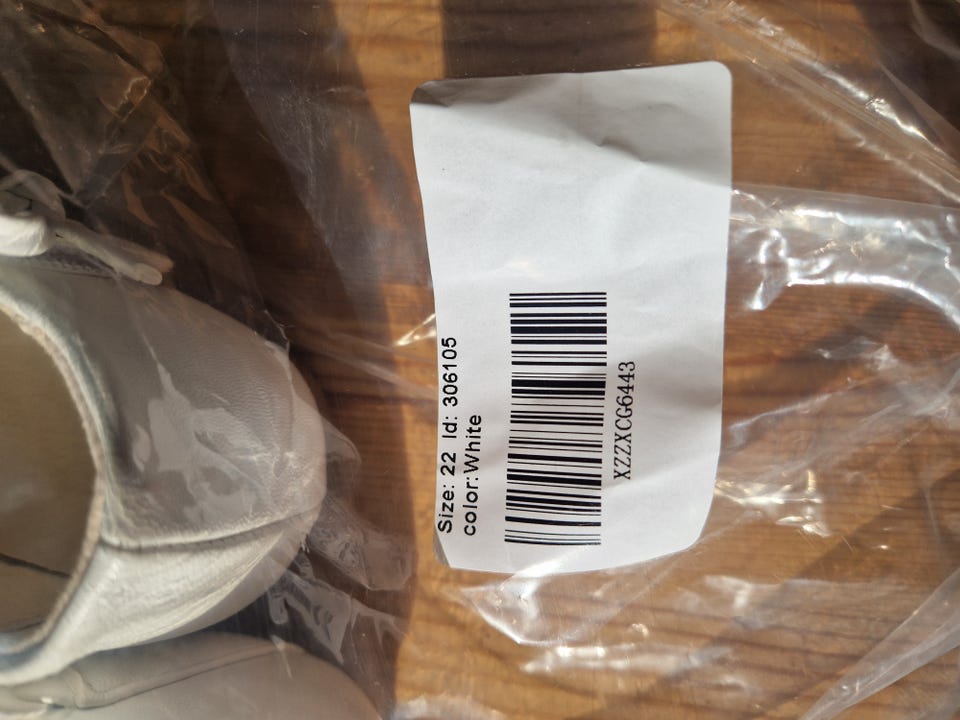 Size: 22 Id: 306105
color:White
XZZXCG6443